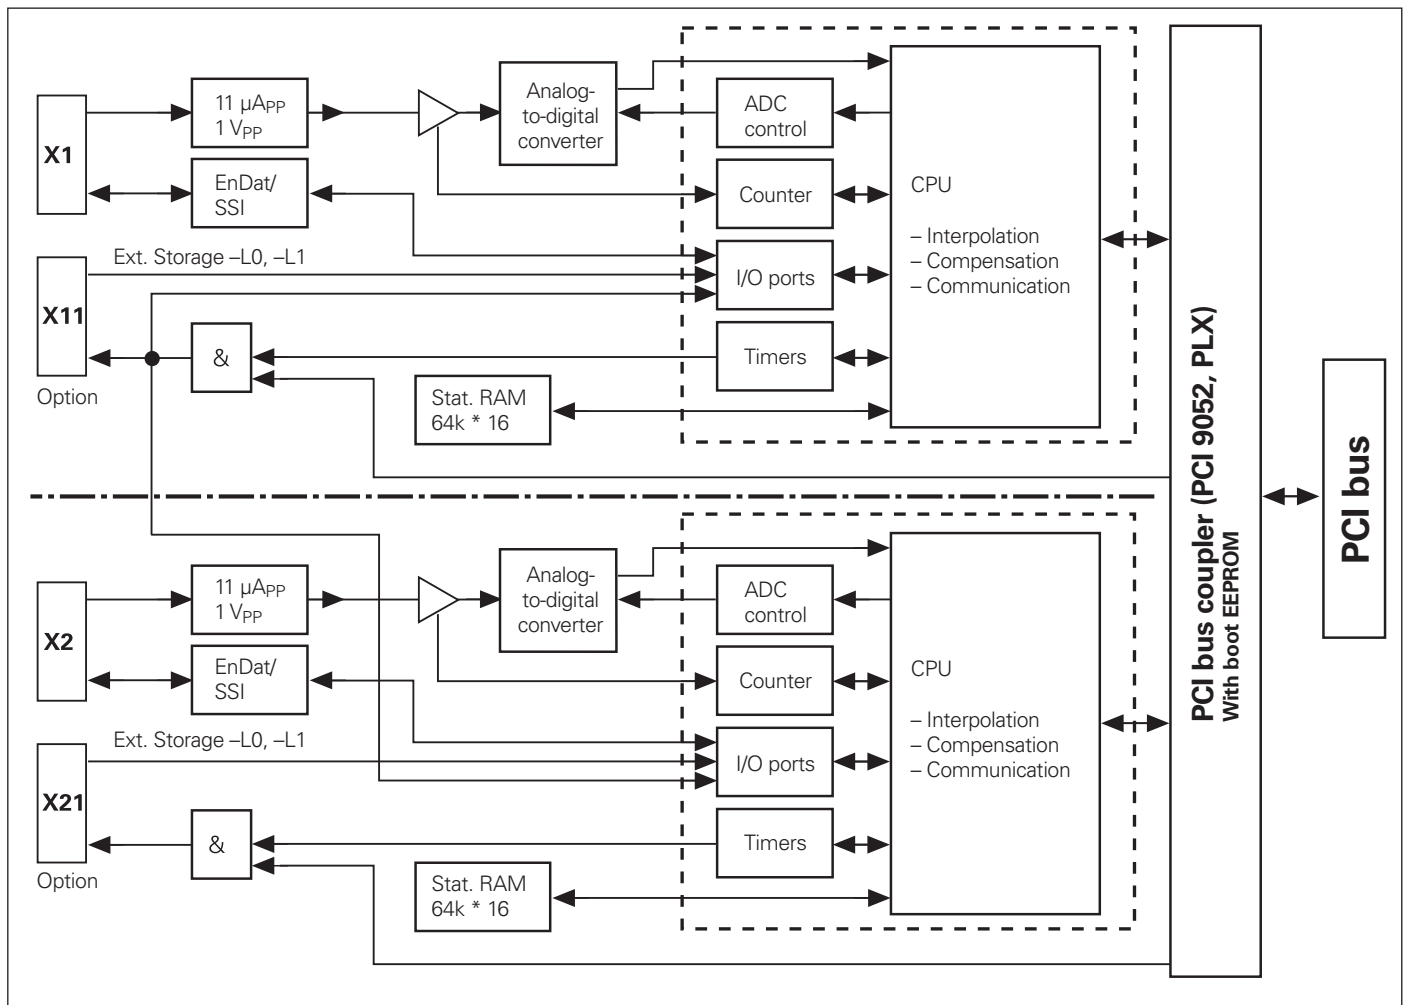 X1
11 µAPP
1 VPP
EnDat/
SSI
Analog-
to-digital
converter
ADC
control
Counter
I/O ports
Timers
CPU
– Interpolation
– Compensation
– Communication
Ext. Storage –L0, –L1
X11
Option
&
Stat. RAM
64k * 16
X2
11 µAPP
1 VPP
EnDat/
SSI
Analog-
to-digital
converter
ADC
control
Counter
I/O ports
Timers
CPU
– Interpolation
– Compensation
– Communication
Ext. Storage –L0, –L1
X21
Option
&
Stat. RAM
64k * 16
PCI bus coupler (PCI 9052, PLX)
With boot EEPROM
PCI bus